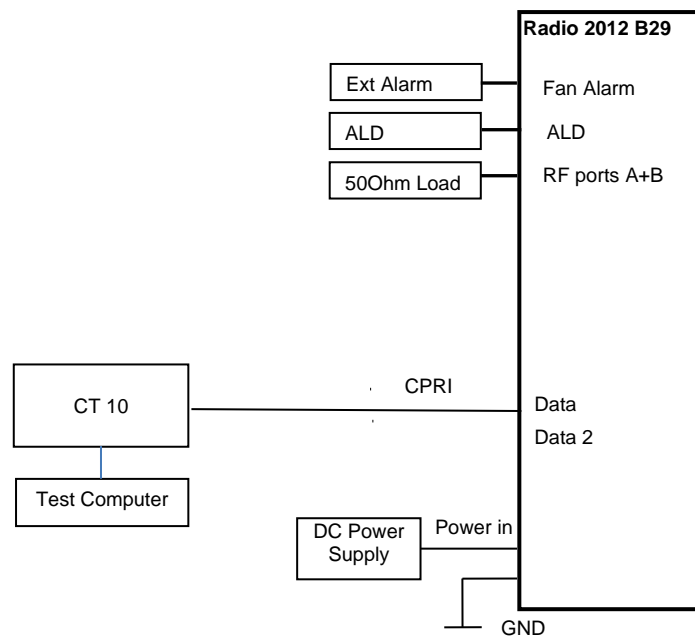 Radio 2012 B29
Ext Alarm
Fan Alarm
ALD
ALD
50Ohm Load
RF ports A+B
CPRI
CT 10
Data
Data 2
Test Computer
DC Power
Supply
Power in
GND